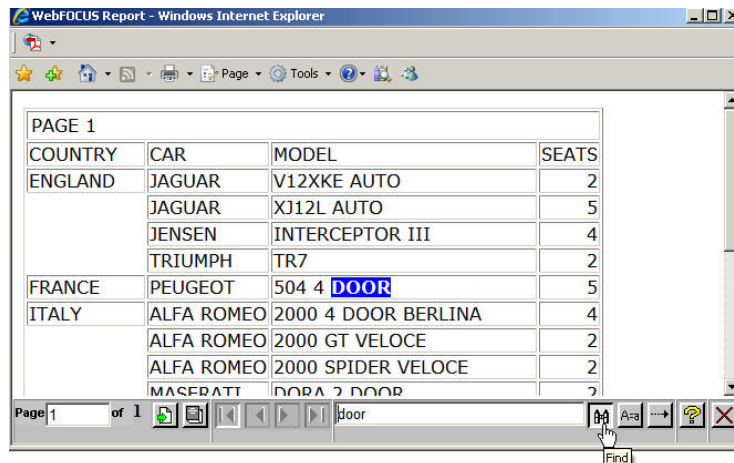 WebFOCUS Report - Windows Internet Explorer
Page Tools
PAGE 1
COUNTRY CAR MODEL SEATS
ENGLAND JAGUAR V12XKE AUTO 2
JAGUAR XJ12L AUTO 5
JENSEN INTERCEPTOR III 4
TRIUMPH TR7 2
FRANCE PEUGEOT 504 4 DOOR 5
ITALY ALFA ROMEO 2000 4 DOOR BERLINA 4
ALFA ROMEO 2000 GT VELOCE 2
ALFA ROMEO 2000 SPIDER VELOCE 2
MASERATI DORA 2 DOOR 2
Page 1 of 1 door A=a
Find